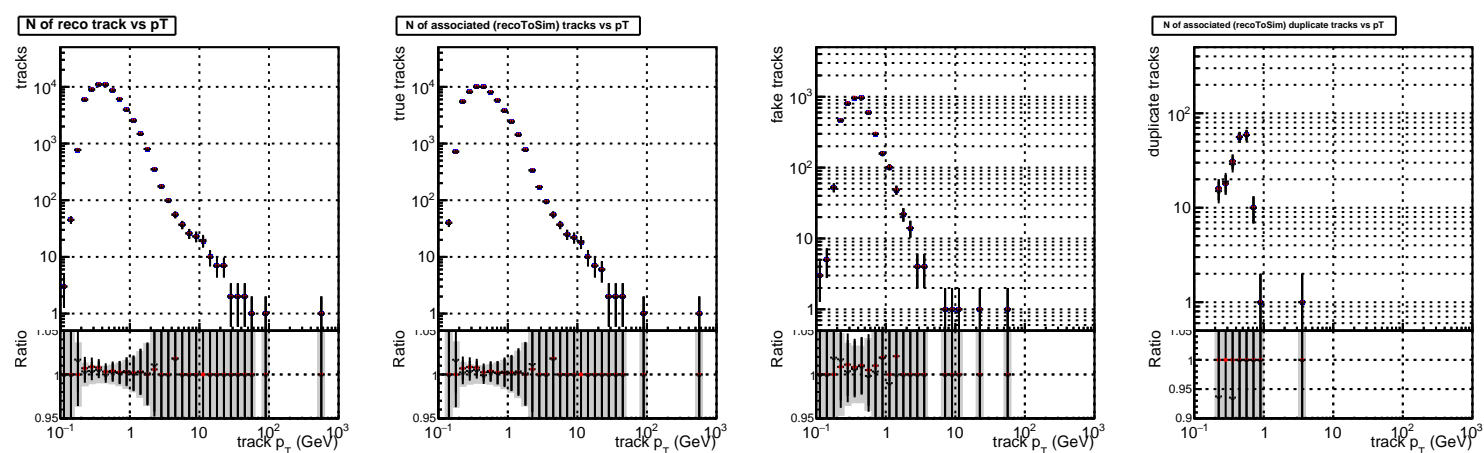 N of reco track vs pT
tracks
10^4
10^3
10^2
10
1
Ratio
1.05
1
0.95
10^-1 1 10 10^2 10^3
track p_T (GeV)
N of associated (recoToSim) tracks vs pT
true tracks
10^4
10^3
10^2
10
1
Ratio
1.05
1
0.95
10^-1 1 10 10^2 10^3
track p_T (GeV)
fake tracks
10^3
10^2
10
1
Ratio
1.05
1
0.95
10^-1 1 10 10^2 10^3
track p_T (GeV)
N of associated (recoToSim) duplicate tracks vs pT
duplicate tracks
10^2
10
1
Ratio
1.05
1
0.95
0.9
10^-1 1 10 10^2 10^3
track p_T (GeV)